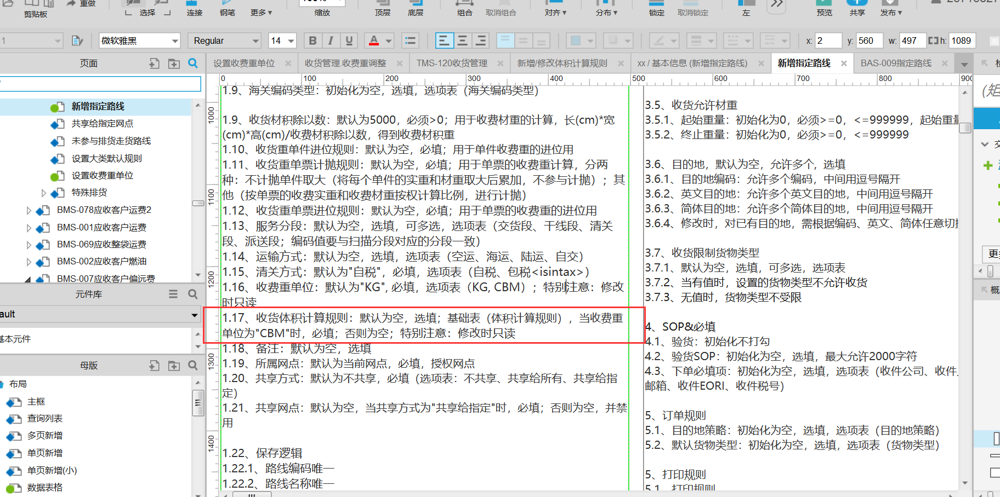 重做
剪贴板
选择
连接
钢笔
更多▼
100%
缩放
顶层
底层
组合
取消组合
对齐▼
分布▼
锁定
取消锁定
左
预览
共享
发布▼
1
微软雅黑
Regular
14
B
I
U
A
x: 2
y: 560
w: 497
h: 1089
页面
设置收费重单位
收货管理.收费重调整
TMS-120收货管理
新增/修改体积计算规则
xx / 基本信息 (新增指定路线)
新增指定路线
BAS-009指定路线
0
100
200
300
400
500
600
700
800
900
1000
1100
1200
1300
1400
新增指定路线
共享给指定网点
未参与排货走货路线
设置大类默认规则
设置收费重单位
特殊排货
BMS-078应收客户运费2
BMS-001应收客户运费
BMS-069应收整袋运费
BMS-002应收客户燃油
BMS-007应收客户偏远费
元件库
ault
基本元件
母版
布局
主框
查询列表
多页新增
单页新增
单页新增(小)
数据表格
1.9、海关编码类型：初始化为空，选填，选项表（海关编码类型）
1.9、收货材积除以数：默认为5000，必须>0；用于收费材重的计算，长(cm)*宽
(cm)*高(cm)/收费材积除以数，得到收费材积重
1.10、收货重单件进位规则：默认为空，必填；用于单件收费重的进位用
1.11、收货重单票计抛规则：默认为空，必填；用于单票的收费重计算，分两
种：不计抛单件取大（将每个单件的实重和材重取大后累加，不参与计抛）；其
他（按单票的收费实重和收费材重按权计算比例，进行计抛）
1.12、收货重单票进位规则：默认为空，必填；用于单票的收费重的进位用
1.13、服务分段：默认为空，选填，可多选，选项表（交货段、干线段、清关
段、派送段；编码值要与扫描分段对应的分段一致）
1.14、运输方式：默认为空，选填，选项表（空运、海运、陆运、自交）
1.15、清关方式：默认为"自税"，必填，选项表（自税、包税<isintax>）
1.16、收费重单位：默认为"KG", 必填，选项表（KG, CBM）；特别注意：修改
时只读
1.17、收货体积计算规则：默认为空，选填；基础表（体积计算规则），当收费重
单位为"CBM"时，必填；否则为空；特别注意：修改时只读
1.18、备注：默认为空，选填
1.19、所属网点：默认为当前网点，必填，授权网点
1.20、共享方式：默认为不共享，必填（选项表：不共享、共享给所有、共享给指
定）
1.21、共享网点：默认为空，当共享方式为"共享给指定"时，必填；否则为空，并禁
用
1.22、保存逻辑
1.22.1、路线编码唯一
1.22.2、路线名称唯一
3.5、收货允许材重
3.5.1、起始重量：初始化为0，必须>=0，<=999999，起始重量
3.5.2、终止重量：初始化为0，必须>=0，<=999999
3.6、目的地，默认为空，允许多个，选填
3.6.1、目的地编码：允许多个编码，中间用逗号隔开
3.6.2、英文目的地：允许多个英文目的地，中间用逗号隔开
3.6.3、简体目的地：允许多个简体目的地，中间用逗号隔开
3.6.4、修改时，对已有目的地，需根据编码、英文、简体任意切换
3.7、收货限制货物类型
3.7.1、默认为空，选填，可多选，选项表
3.7.2、当有值时，设置的货物类型不允许收货
3.7.3、无值时，货物类型不受限
4、SOP&必填
4.1、验货：初始化不打勾
4.2、验货SOP：初始化为空，选填，最大允许2000字符
4.3、下单必填项：初始化为空，选填，选项表（收件公司、收件
邮箱、收件EORI、收件税号）
5、订单规则
5.1、目的地策略：初始化为空，选填，选项表（目的地策略）
5.2、默认货物类型：初始化为空，选填，选项表（货物类型）
5、打印规则
5.1、打印规则
(矩
交
更多
概